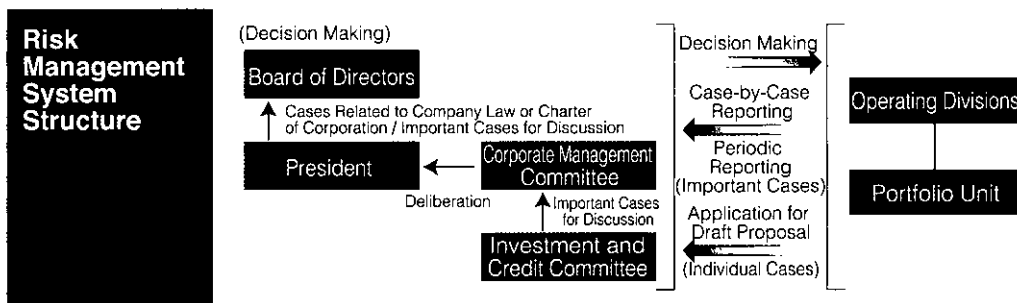 Risk
Management
System
Structure
(Decision Making)
Board of Directors
Cases Related to Company Law or Charter
of Corporation / Important Cases for Discussion
President
Corporate Management
Committee
Deliberation
Important Cases
for Discussion
Investment and
Credit Committee
Decision Making
Case-by-Case
Reporting
Periodic
Reporting
(Important Cases)
Application for
Draft Proposal
(Individual Cases)
Operating Divisions
Portfolio Unit